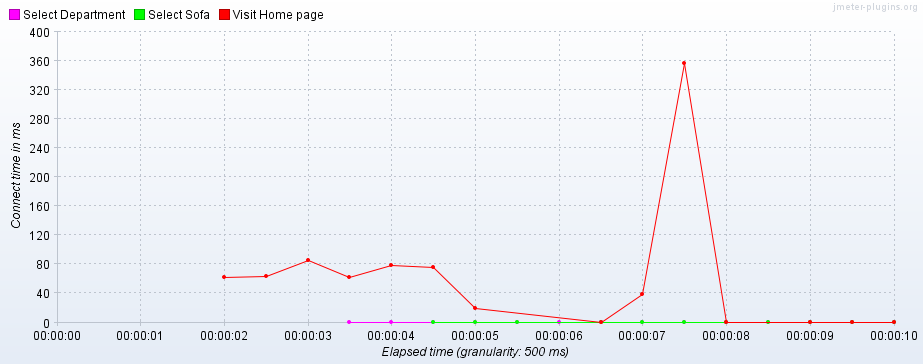 jmeter-plugins.org
Select Department Select Sofa Visit Home page
400
360
320
280
240
200
160
120
80
40
0
Connect time in ms
00:00:00 00:00:01 00:00:02 00:00:03 00:00:04 00:00:05 00:00:06 00:00:07 00:00:08 00:00:09 00:00:10
Elapsed time (granularity: 500 ms)